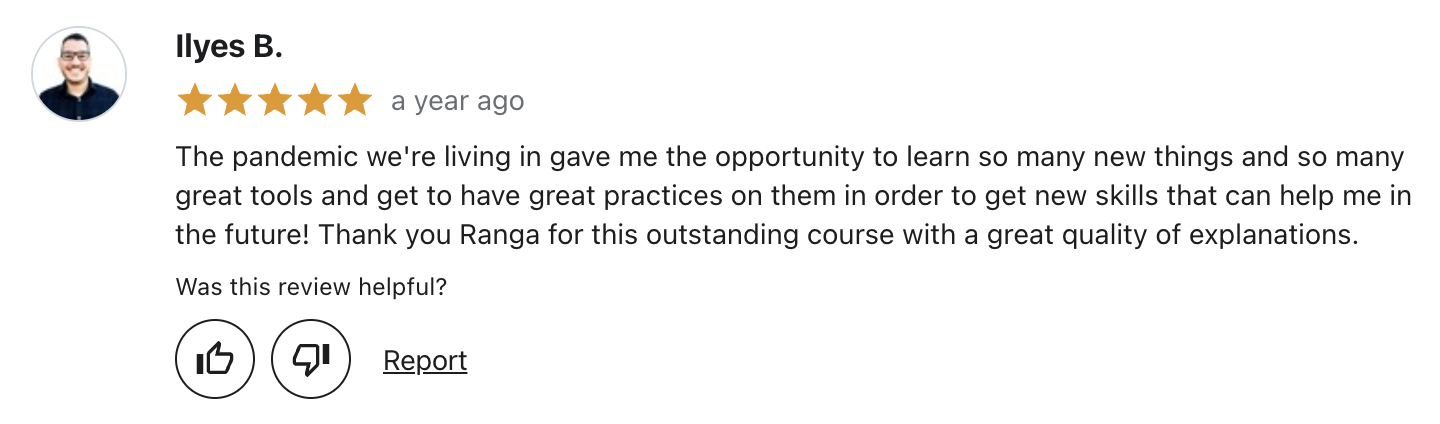 Ilyes B.
a year ago
The pandemic we're living in gave me the opportunity to learn so many new things and so many
great tools and get to have great practices on them in order to get new skills that can help me in
the future! Thank you Ranga for this outstanding course with a great quality of explanations.
Was this review helpful?
Report